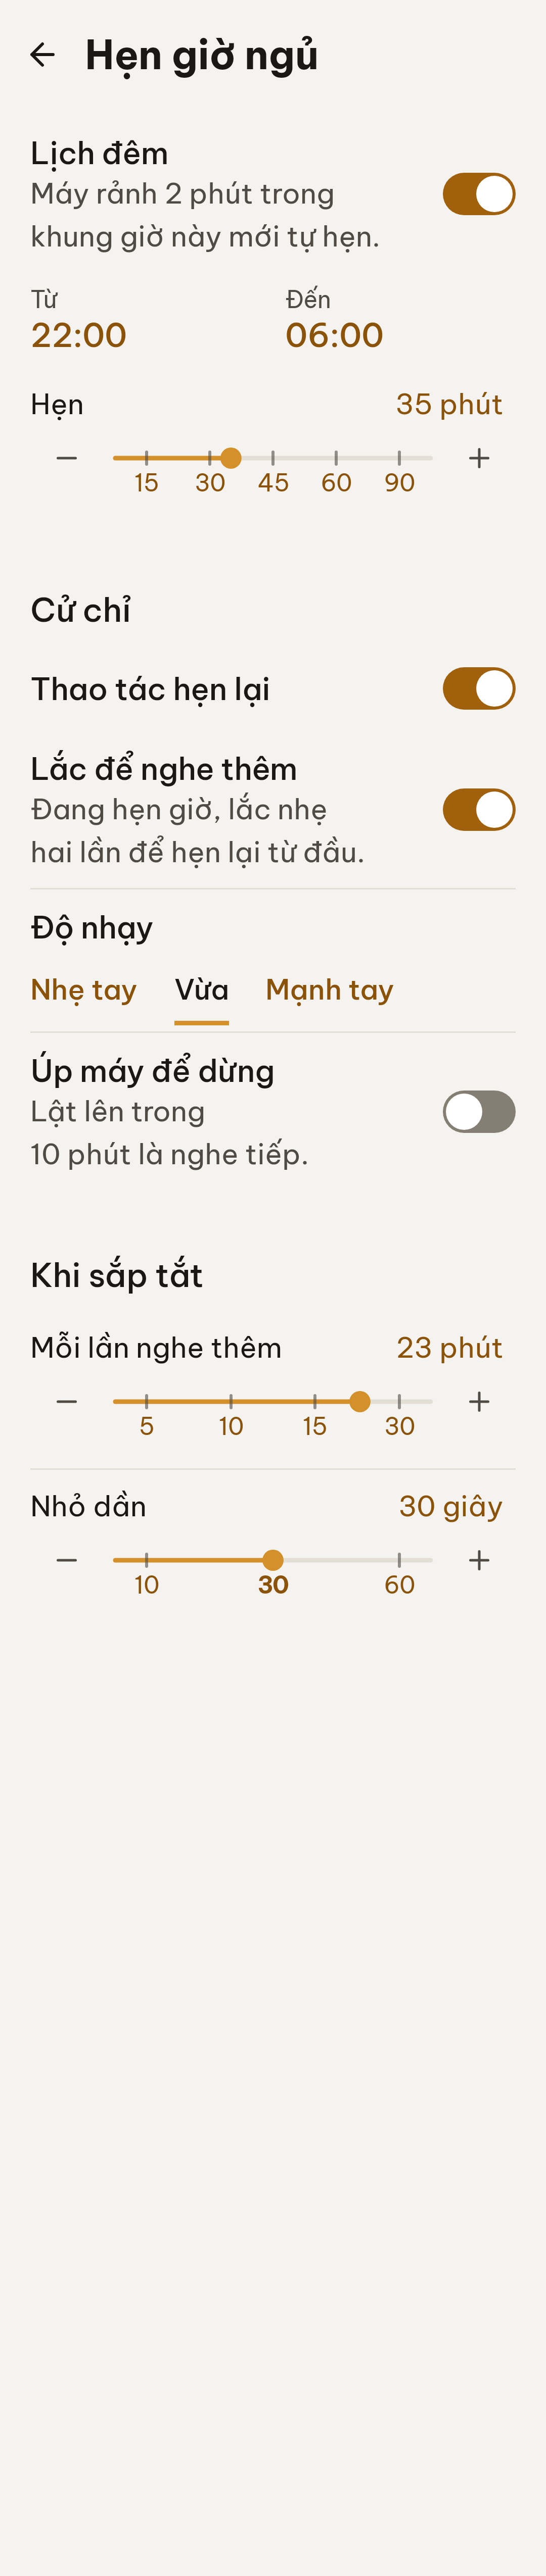 Hẹn giờ ngủ
Lịch đêm
Máy rảnh 2 phút trong
khung giờ này mới tự hẹn.
Từ
Đến
22:00
06:00
Hẹn
35 phút
15 30 45 60 90
Cử chỉ
Thao tác hẹn lại
Lắc để nghe thêm
Đang hẹn giờ, lắc nhẹ
hai lần để hẹn lại từ đầu.
Độ nhạy
Nhẹ tay Vừa Mạnh tay
Úp máy để dừng
Lật lên trong
10 phút là nghe tiếp.
Khi sắp tắt
Mỗi lần nghe thêm
23 phút
5 10 15 30
Nhỏ dần
30 giây
10 30 60